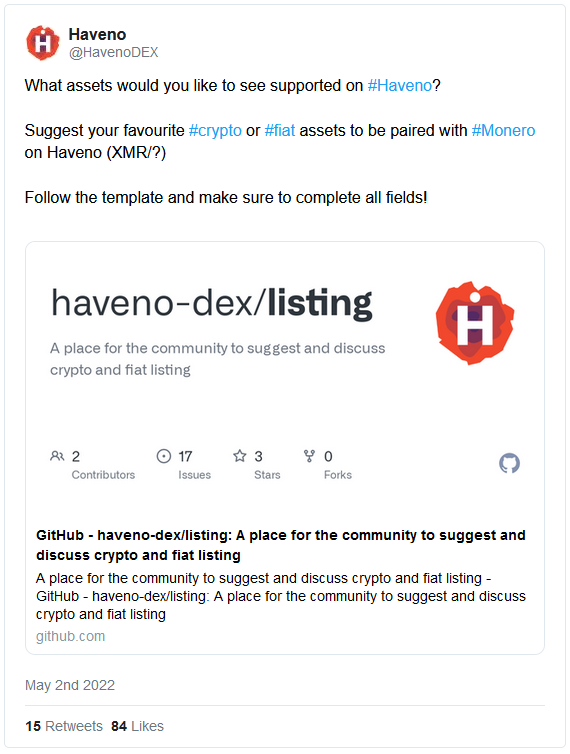 Haveno
@HavenoDEX
What assets would you like to see supported on #Haveno?
Suggest your favourite #crypto or #fiat assets to be paired with #Monero
on Haveno (XMR/?)
Follow the template and make sure to complete all fields!
haveno-dex/listing
A place for the community to suggest and discuss
crypto and fiat listing
H
2
Contributors
17
Issues
3
Stars
0
Forks
GitHub - haveno-dex/listing: A place for the community to suggest and
discuss crypto and fiat listing
A place for the community to suggest and discuss crypto and fiat listing -
GitHub - haveno-dex/listing: A place for the community to suggest and discuss
crypto and fiat listing
github.com
May 2nd 2022
15 Retweets 84 Likes